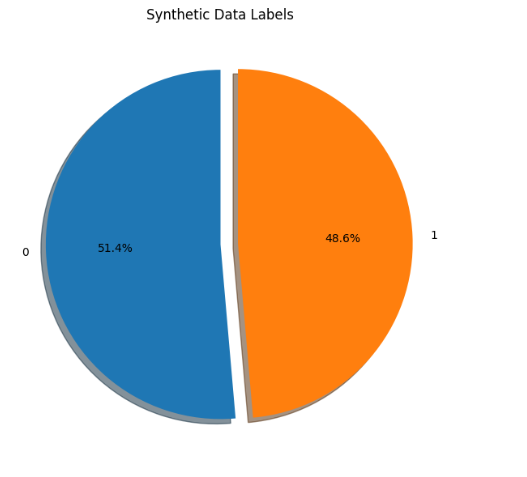 Synthetic Data Labels
0
51.4%
48.6%
1